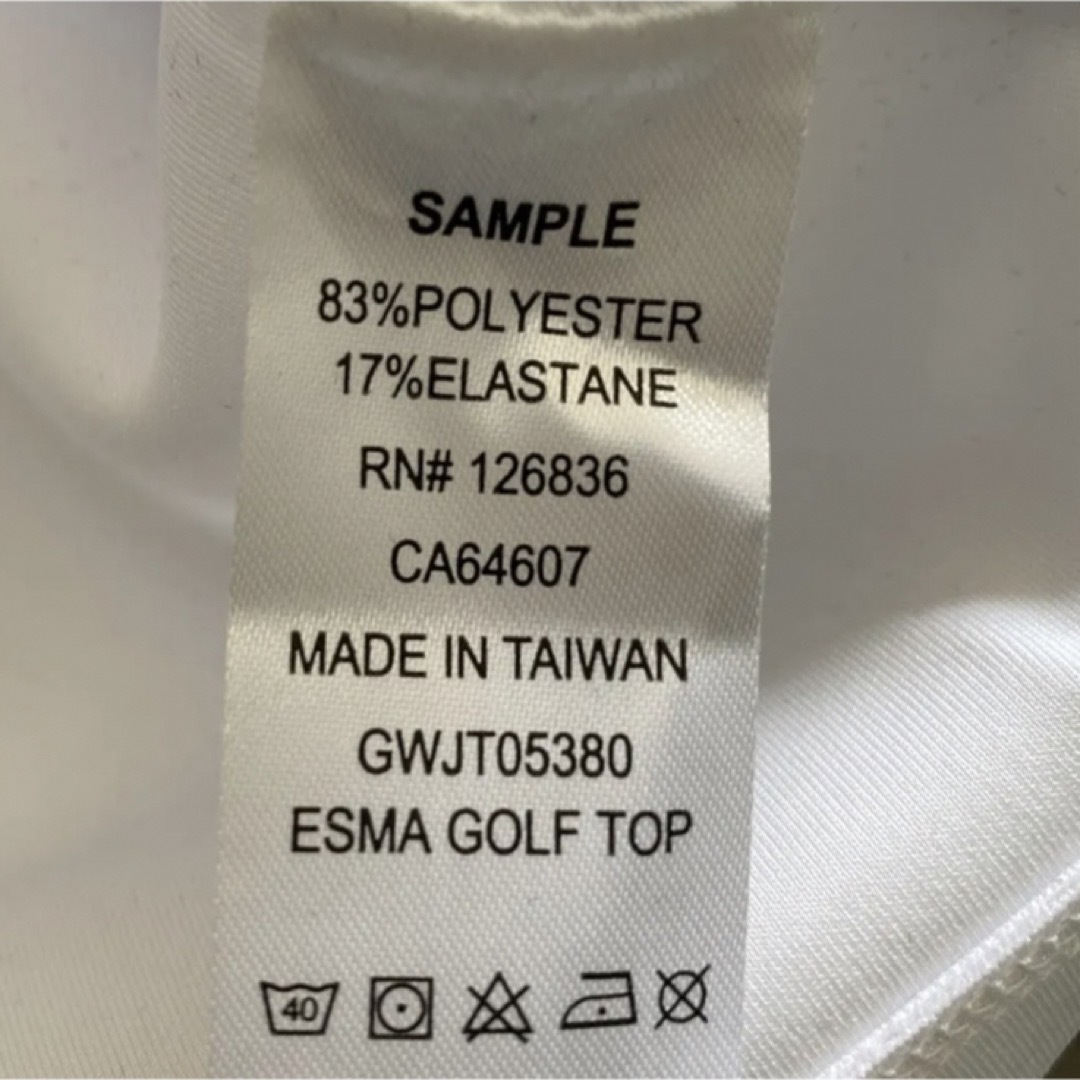 SAMPLE
83%POLYESTER
17%ELASTANE
RN# 126836
CA64607
MADE IN TAIWAN
GWJT05380
ESMA GOLF TOP
40